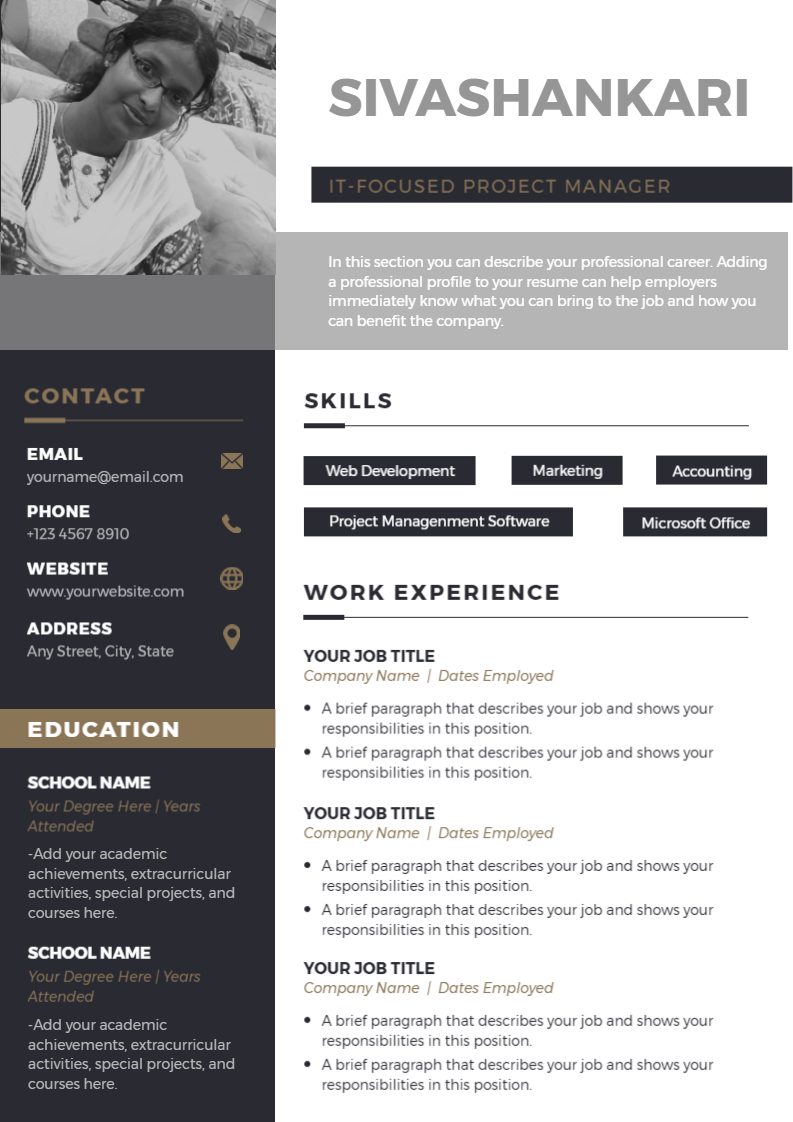 SIVASHANKARI
IT-FOCUSED PROJECT MANAGER
In this section you can describe your professional career. Adding
a professional profile to your resume can help employers
immediately know what you can bring to the job and how you
can benefit the company.
CONTACT
EMAIL
yourname@email.com
PHONE
+123 4567 8910
WEBSITE
www.yourwebsite.com
ADDRESS
Any Street, City, State
EDUCATION
SCHOOL NAME
Your Degree Here | Years
Attended
-Add your academic
achievements, extracurricular
activities, special projects, and
courses here.
SCHOOL NAME
Your Degree Here | Years
Attended
-Add your academic
achievements, extracurricular
activities, special projects, and
courses here.
SKILLS
Web Development
Marketing
Accounting
Project Managenment Software
Microsoft Office
WORK EXPERIENCE
YOUR JOB TITLE
Company Name | Dates Employed
• A brief paragraph that describes your job and shows your
responsibilities in this position.
• A brief paragraph that describes your job and shows your
responsibilities in this position.
YOUR JOB TITLE
Company Name | Dates Employed
• A brief paragraph that describes your job and shows your
responsibilities in this position.
• A brief paragraph that describes your job and shows your
responsibilities in this position.
YOUR JOB TITLE
Company Name | Dates Employed
• A brief paragraph that describes your job and shows your
responsibilities in this position.
• A brief paragraph that describes your job and shows your
responsibilities in this position.